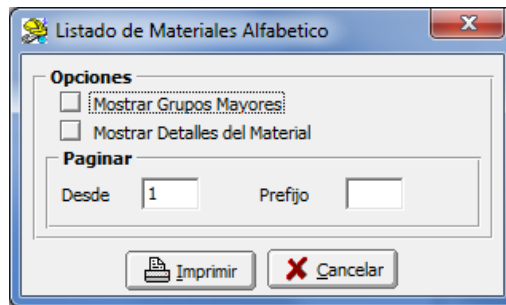 Listado de Materiales Alfabetico
Opciones
Mostrar Grupos Mayores
Mostrar Detalles del Material
Paginar
Desde 1 Prefijo
Imprimir Cancelar